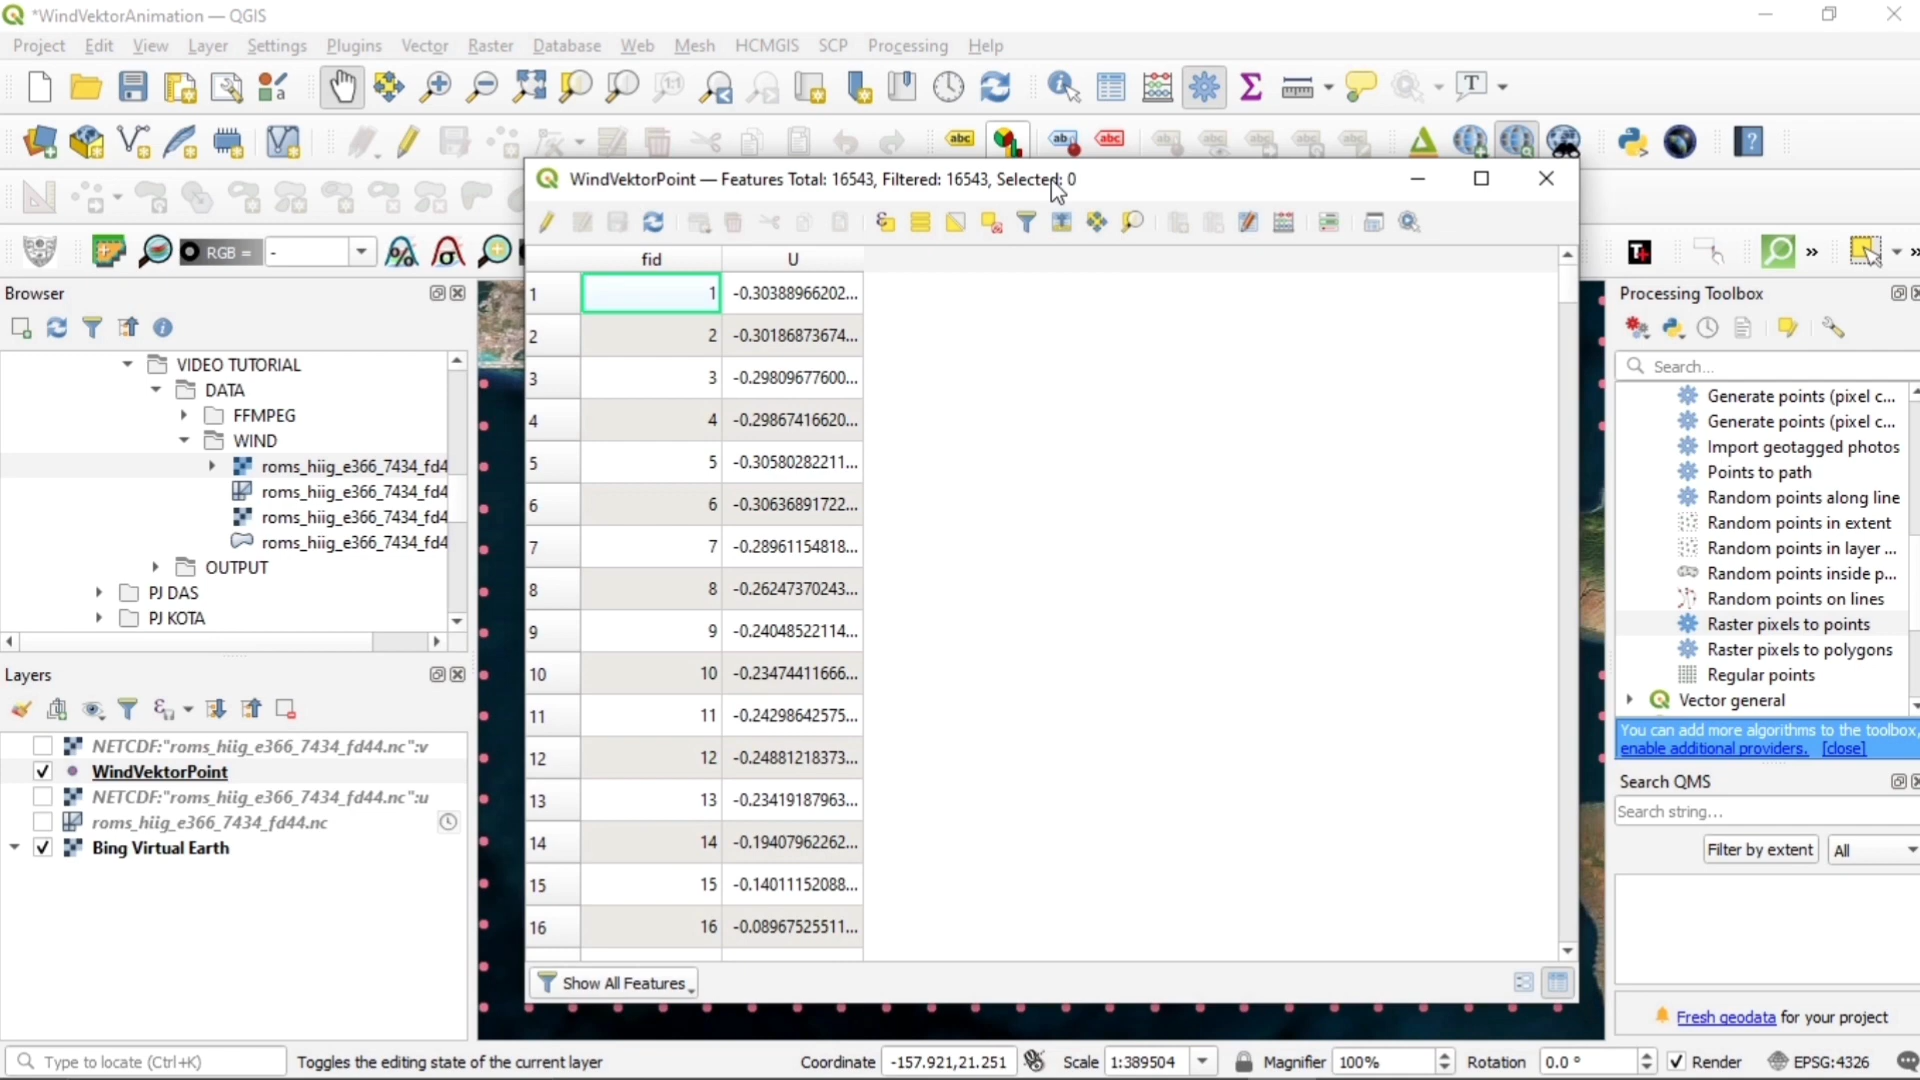 *WindVektorAnimation — QGIS
Project Edit View Layer Settings Plugins Vector Raster Database Web Mesh HCMGIS SCP Processing Help
abc abc abc
WindVektorPoint — Features Total: 16543, Filtered: 16543, Selected: 0
RGB = -
fid U
1 1 -0.30388966202...
2 2 -0.30186873674...
3 3 -0.29809677600...
4 4 -0.29867416620...
5 5 -0.30580282211...
6 6 -0.30636891722...
7 7 -0.28961154818...
8 8 -0.26247370243...
9 9 -0.24048522114...
10 10 -0.23474411666...
11 11 -0.24298642575...
12 12 -0.24881218373...
13 13 -0.23419187963...
14 14 -0.19407962262...
15 15 -0.14011152088...
16 16 -0.08967525511...
Show All Features
Browser
VIDEO TUTORIAL
DATA
FFMPEG
WIND
roms_hiig_e366_7434_fd4
roms_hiig_e366_7434_fd4
roms_hiig_e366_7434_fd4
roms_hiig_e366_7434_fd4
OUTPUT
PJ DAS
PJ KOTA
Layers
NETCDF:"roms_hiig_e366_7434_fd44.nc":v
WindVektorPoint
NETCDF:"roms_hiig_e366_7434_fd44.nc":u
roms_hiig_e366_7434_fd44.nc
Bing Virtual Earth
Processing Toolbox
Search...
Generate points (pixel c...
Generate points (pixel c...
Import geotagged photos
Points to path
Random points along line
Random points in extent
Random points in layer ...
Random points inside p...
Random points on lines
Raster pixels to points
Raster pixels to polygons
Regular points
Vector general
You can add more algorithms to the toolbox,
enable additional providers. [close]
Search QMS
Search string...
Filter by extent All
Fresh geodata for your project
Type to locate (Ctrl+K) Toggles the editing state of the current layer Coordinate -157.921,21.251 Scale 1:389504 Magnifier 100% Rotation 0.0 ° Render EPSG:4326